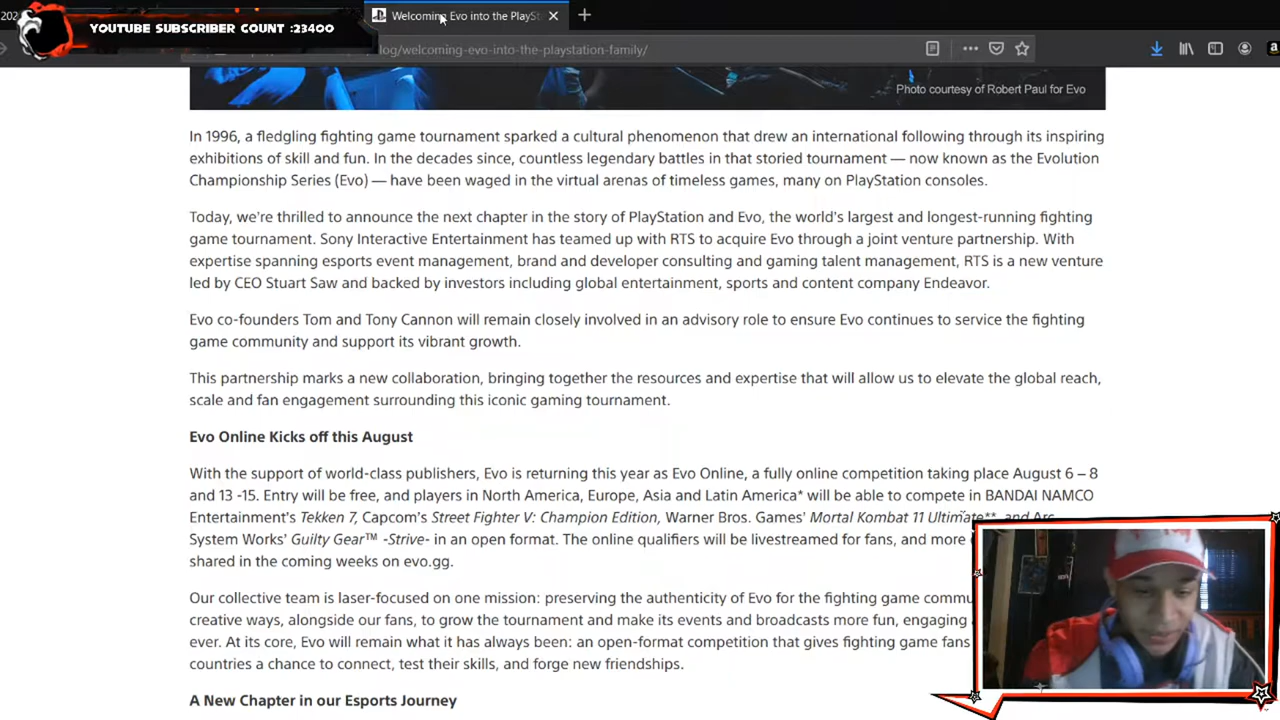 202
Welcoming Evo into the PlaySt
YOUTUBE SUBSCRIBER COUNT :23400
log/welcoming-evo-into-the-playstation-family/
Photo courtesy of Robert Paul for Evo
In 1996, a fledgling fighting game tournament sparked a cultural phenomenon that drew an international following through its inspiring
exhibitions of skill and fun. In the decades since, countless legendary battles in that storied tournament — now known as the Evolution
Championship Series (Evo) — have been waged in the virtual arenas of timeless games, many on PlayStation consoles.
Today, we're thrilled to announce the next chapter in the story of PlayStation and Evo, the world's largest and longest-running fighting
game tournament. Sony Interactive Entertainment has teamed up with RTS to acquire Evo through a joint venture partnership. With
expertise spanning esports event management, brand and developer consulting and gaming talent management, RTS is a new venture
led by CEO Stuart Saw and backed by investors including global entertainment, sports and content company Endeavor.
Evo co-founders Tom and Tony Cannon will remain closely involved in an advisory role to ensure Evo continues to service the fighting
game community and support its vibrant growth.
This partnership marks a new collaboration, bringing together the resources and expertise that will allow us to elevate the global reach,
scale and fan engagement surrounding this iconic gaming tournament.
Evo Online Kicks off this August
With the support of world-class publishers, Evo is returning this year as Evo Online, a fully online competition taking place August 6 – 8
and 13 -15. Entry will be free, and players in North America, Europe, Asia and Latin America* will be able to compete in BANDAI NAMCO
Entertainment's Tekken 7, Capcom's Street Fighter V: Champion Edition, Warner Bros. Games' Mortal Kombat 11 Ultimate**, and Arc
System Works' Guilty Gear™ -Strive- in an open format. The online qualifiers will be livestreamed for fans, and more
shared in the coming weeks on evo.gg.
Our collective team is laser-focused on one mission: preserving the authenticity of Evo for the fighting game commu
creative ways, alongside our fans, to grow the tournament and make its events and broadcasts more fun, engaging
ever. At its core, Evo will remain what it has always been: an open-format competition that gives fighting game fans
countries a chance to connect, test their skills, and forge new friendships.
A New Chapter in our Esports Journey